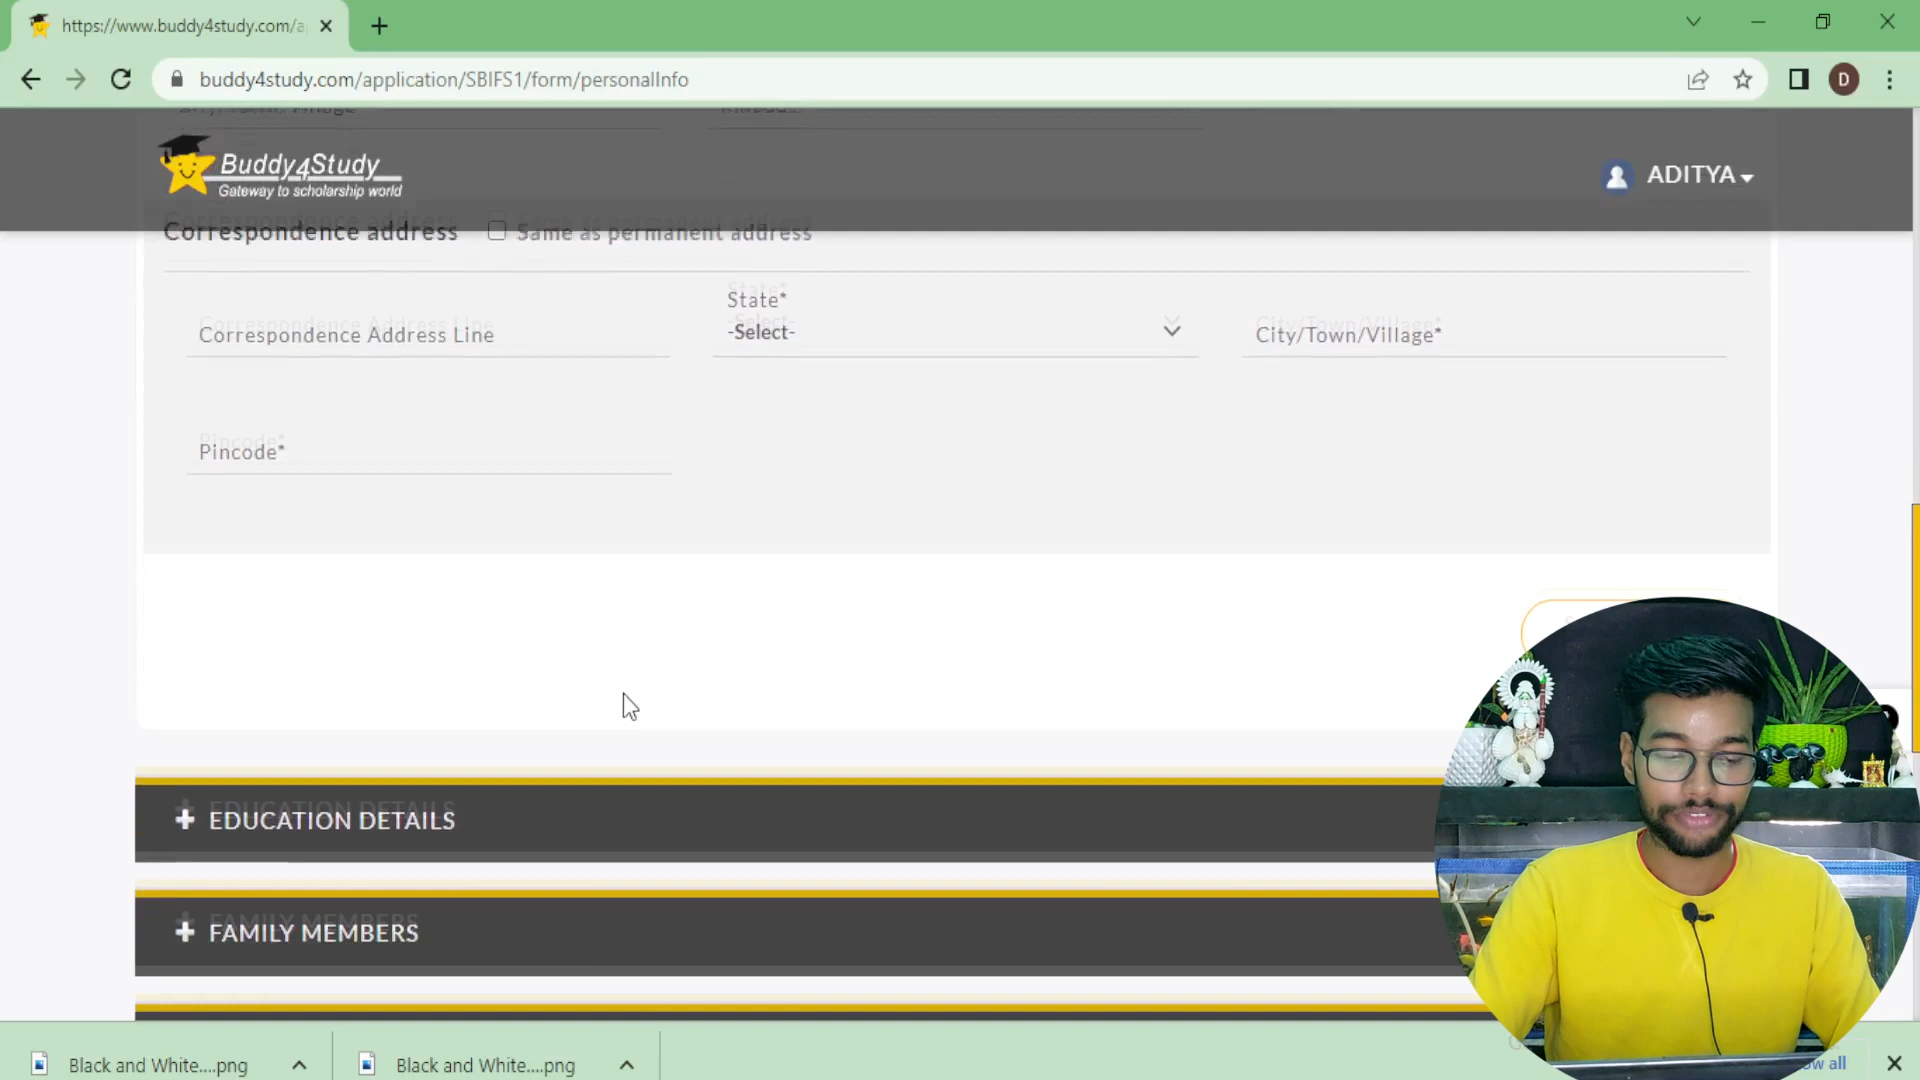 https://www.buddy4study.com/a
buddy4study.com/application/SBIFS1/form/personalInfo
D
Buddy4Study
Gateway to scholarship world
ADITYA
Correspondence address Same as permanent address
State*
Correspondence Address Line -Select- City/Town/Village*
Pincode*
EDUCATION DETAILS
FAMILY MEMBERS
Black and White....png Black and White....png all